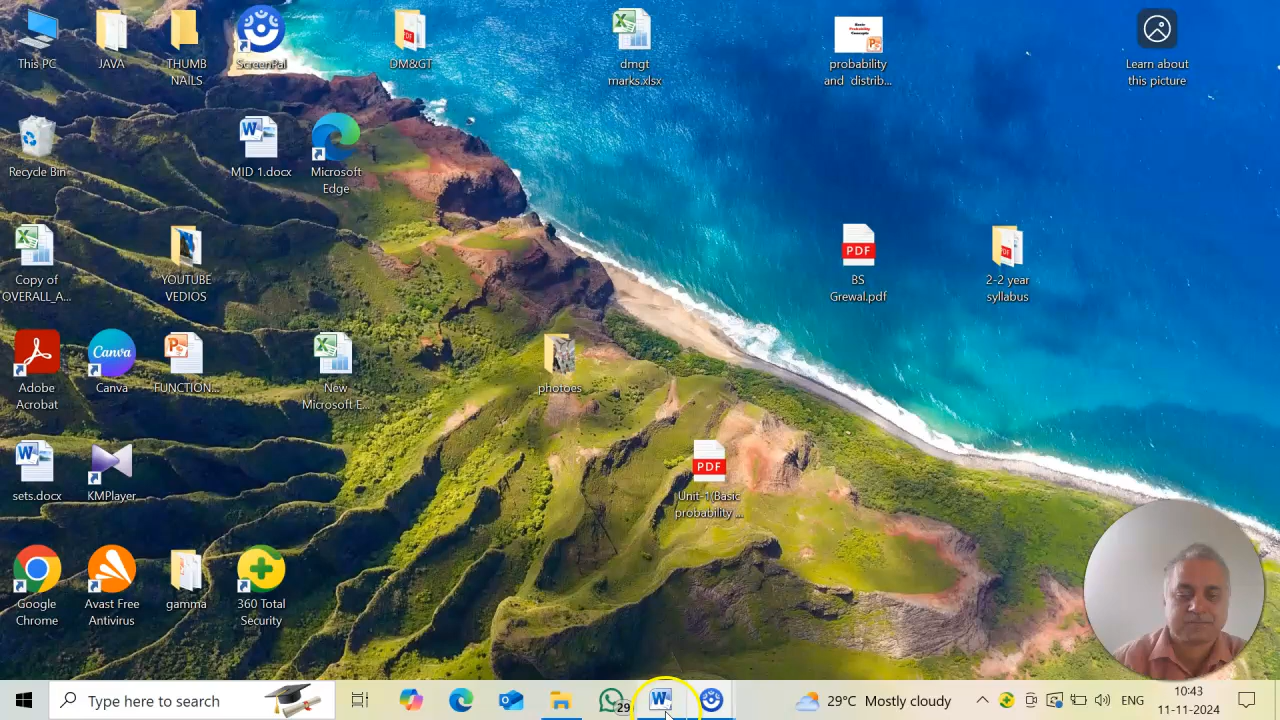 This PC
JAVA
THUMB
NAILS
ScreenPal
DM&GT
dmgt
marks.xlsx
Basic
Probability
Concepts
probability
and distrib...
Learn about
this picture
Recycle Bin
MID 1.docx
Microsoft
Edge
Copy of
OVERALL_A...
YOUTUBE
VEDIOS
PDF
BS
Grewal.pdf
2-2 year
syllabus
Adobe
Acrobat
Canva
Canva
FUNCTION...
New
Microsoft E...
photoes
sets.docx
KMPlayer
PDF
Unit-1(Basic
probability ...
Google
Chrome
Avast Free
Antivirus
gamma
360 Total
Security
Type here to search
29
29°C Mostly cloudy
ENG
10:43
11-11-2024